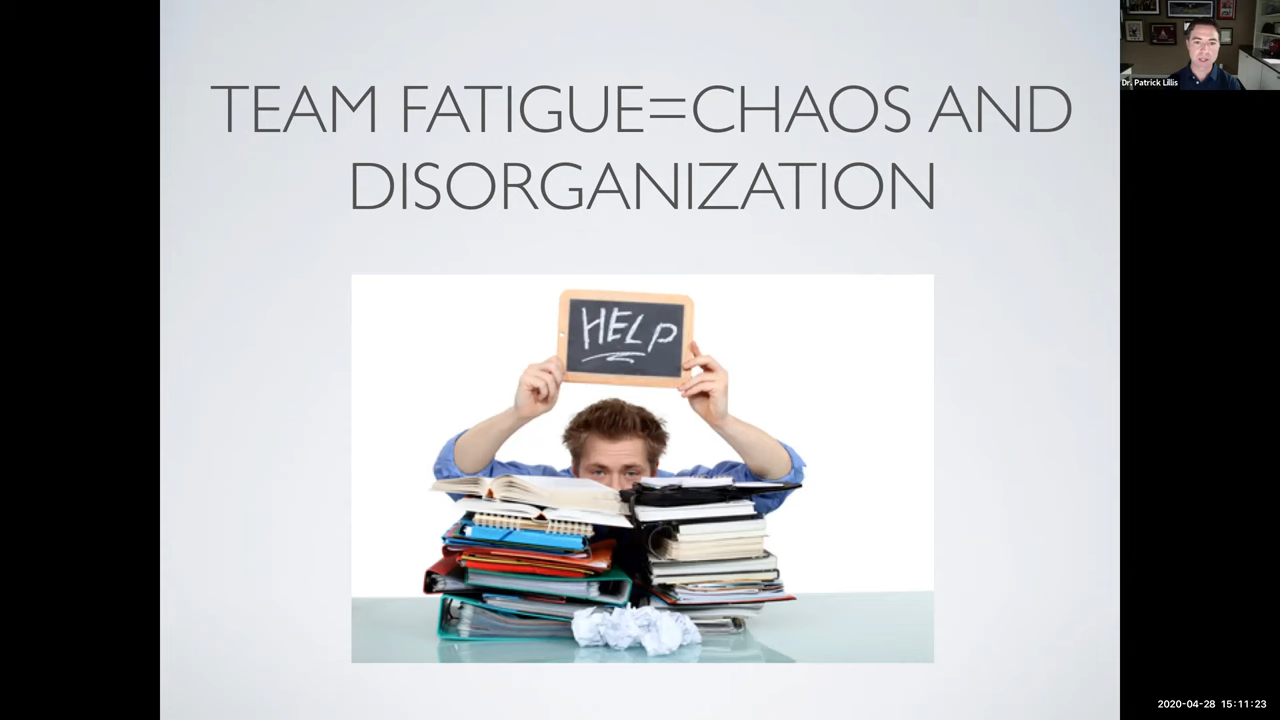 TEAM FATIGUE=CHAOS AND
DISORGANIZATION
HELP
Dr. Patrick Lillis
2020-04-28 15:11:23